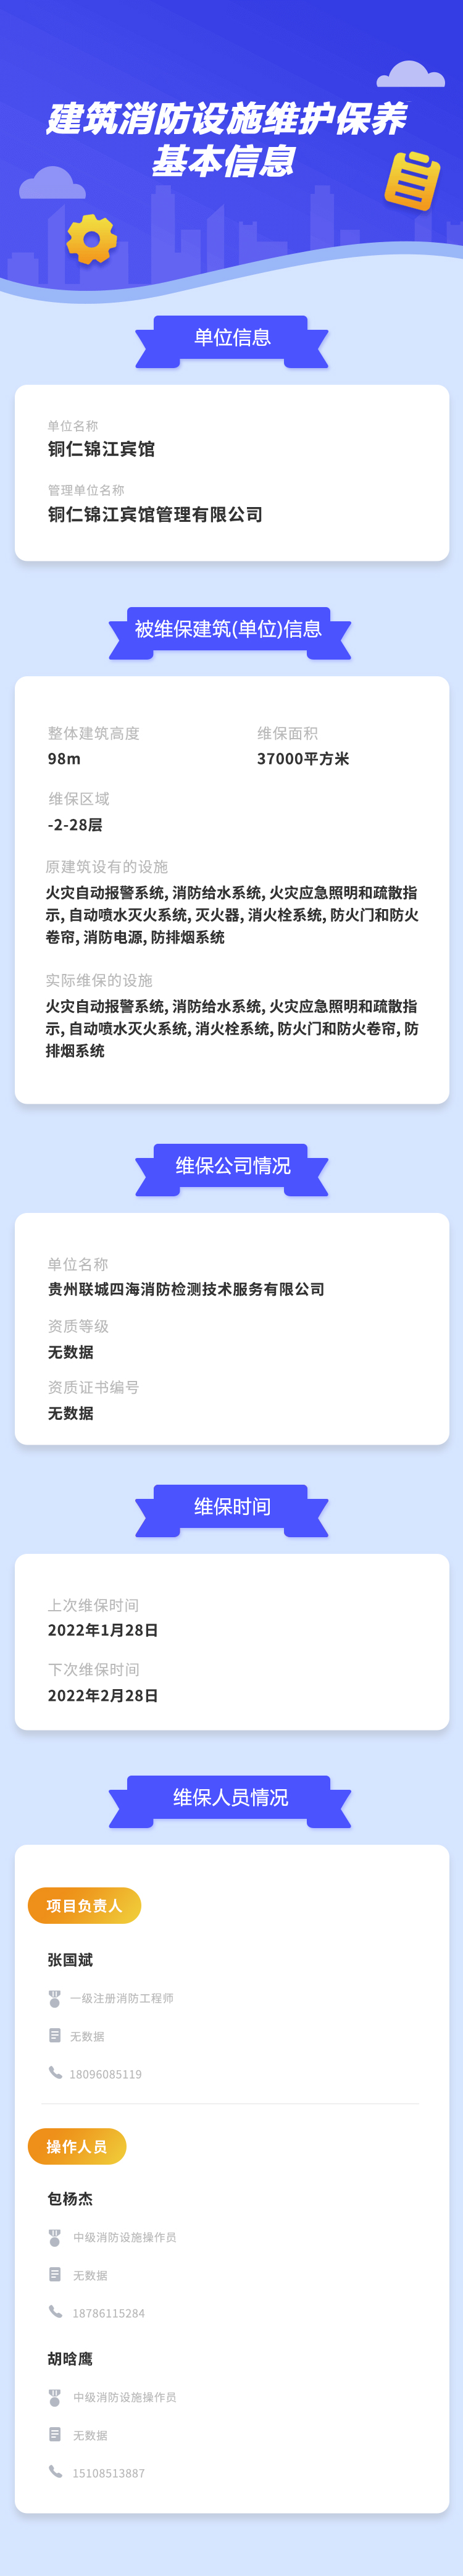 建筑消防设施维护保养
基本信息
单位信息
单位名称
铜仁锦江宾馆
管理单位名称
铜仁锦江宾馆管理有限公司
被维保建筑(单位)信息
整体建筑高度 维保面积
98m 37000平方米
维保区域
-2-28层
原建筑设有的设施
火灾自动报警系统, 消防给水系统, 火灾应急照明和疏散指
示, 自动喷水灭火系统, 灭火器, 消火栓系统, 防火门和防火
卷帘, 消防电源, 防排烟系统
实际维保的设施
火灾自动报警系统, 消防给水系统, 火灾应急照明和疏散指
示, 自动喷水灭火系统, 消火栓系统, 防火门和防火卷帘, 防
排烟系统
维保公司情况
单位名称
贵州联城四海消防检测技术服务有限公司
资质等级
无数据
资质证书编号
无数据
维保时间
上次维保时间
2022年1月28日
下次维保时间
2022年2月28日
维保人员情况
项目负责人
张国斌
一级注册消防工程师
无数据
18096085119
操作人员
包杨杰
中级消防设施操作员
无数据
18786115284
胡晗鹰
中级消防设施操作员
无数据
15108513887